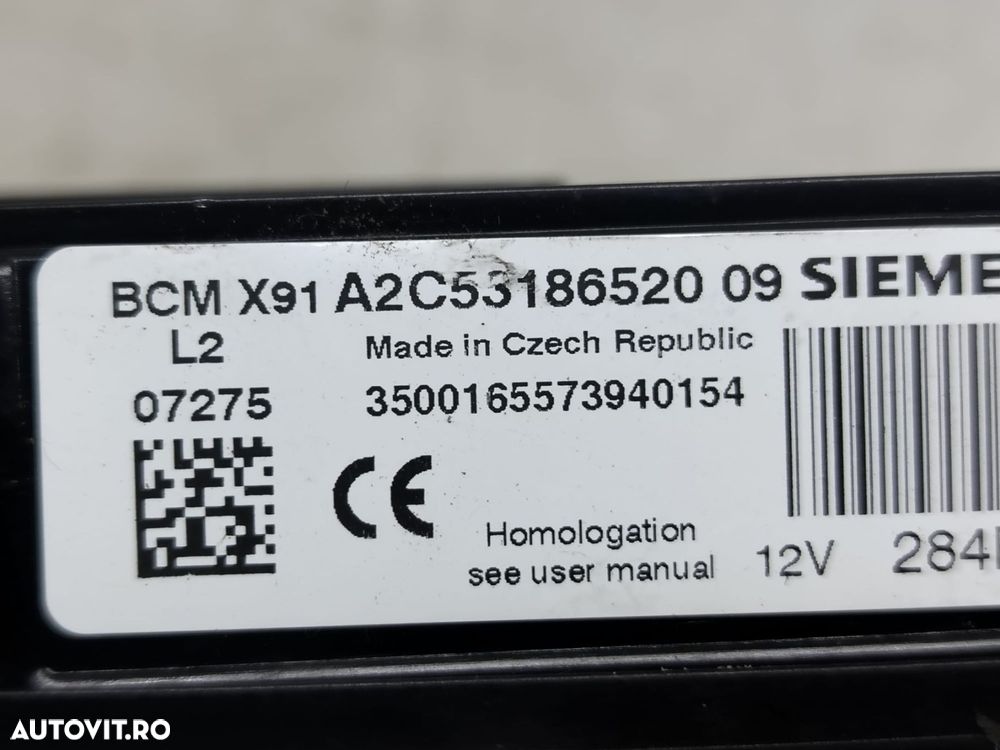 BCM X91 A2C53186520 09 SIEME
L2 Made in Czech Republic
07275 3500165573940154
CE
Homologation
see user manual 12V 284
AUTOVIT.RO